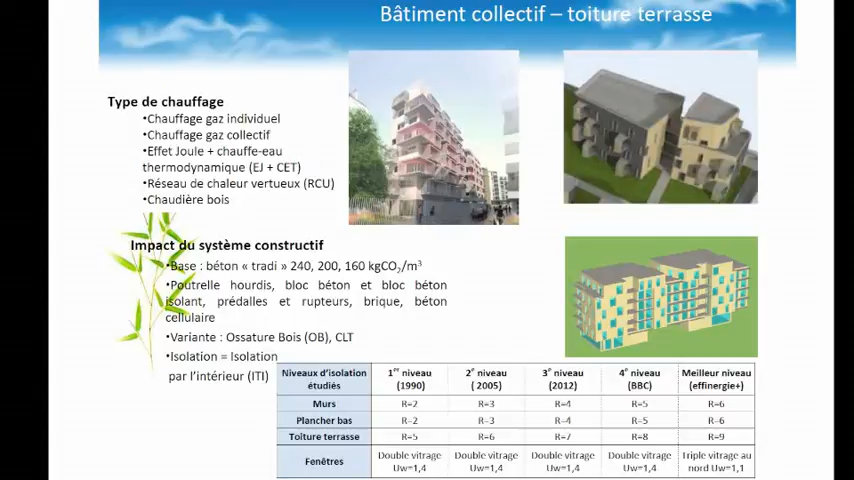 Bâtiment collectif – toiture terrasse
Type de chauffage
•Chauffage gaz individuel
•Chauffage gaz collectif
•Effet Joule + chauffe-eau
thermodynamique (EJ + CET)
•Réseau de chaleur vertueux (RCU)
•Chaudière bois
Impact du système constructif
•Base : béton « tradi » 240, 200, 160 kgCO₂/m³
•Poutrelle hourdis, bloc béton et bloc béton
isolant, prédalles et rupteurs, brique, béton
cellulaire
•Variante : Ossature Bois (OB), CLT
•Isolation = Isolation
par l'intérieur (ITI)
Niveaux d'isolation étudiés | 1er niveau (1990) | 2e niveau ( 2005) | 3e niveau (2012) | 4e niveau (BBC) | Meilleur niveau (effinergie+)
Murs | R=2 | R=3 | R=4 | R=5 | R=6
Plancher bas | R=2 | R=3 | R=4 | R=5 | R=6
Toiture terrasse | R=5 | R=6 | R=7 | R=8 | R=9
Fenêtres | Double vitrage Uw=1,4 | Double vitrage Uw=1,4 | Double vitrage Uw=1,4 | Double vitrage Uw=1,4 | Triple vitrage au nord Uw=1,1